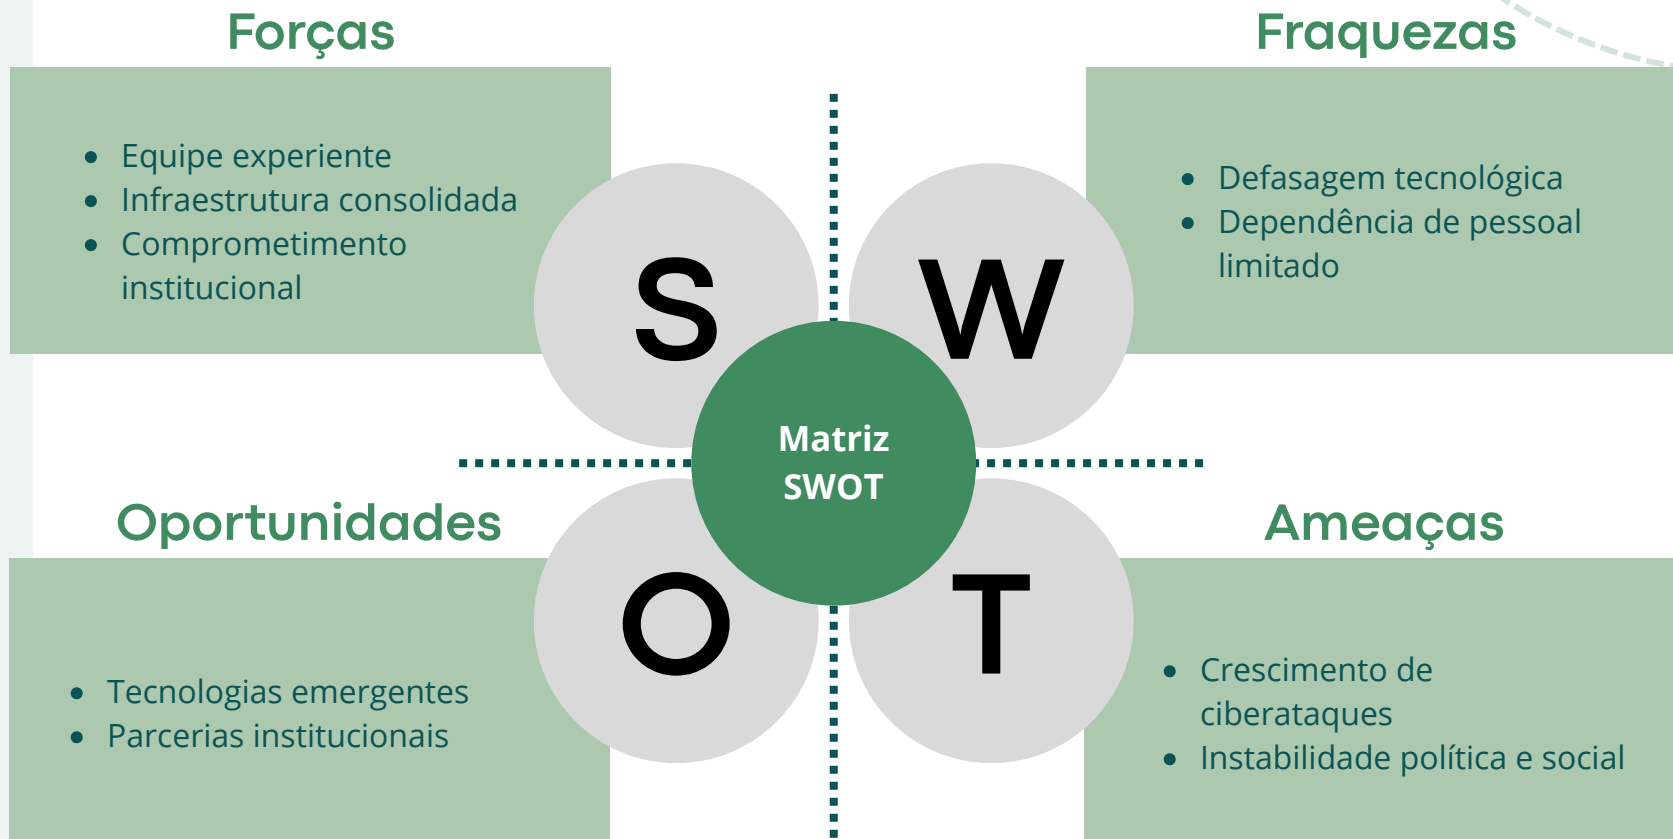 Forças
Equipe experiente
Infraestrutura consolidada
Comprometimento
institucional
S
Fraquezas
Defasagem tecnológica
Dependência de pessoal
limitado
W
Matriz
SWOT
Oportunidades
Tecnologias emergentes
Parcerias institucionais
O
Ameaças
Crescimento de
ciberataques
Instabilidade política e social
T